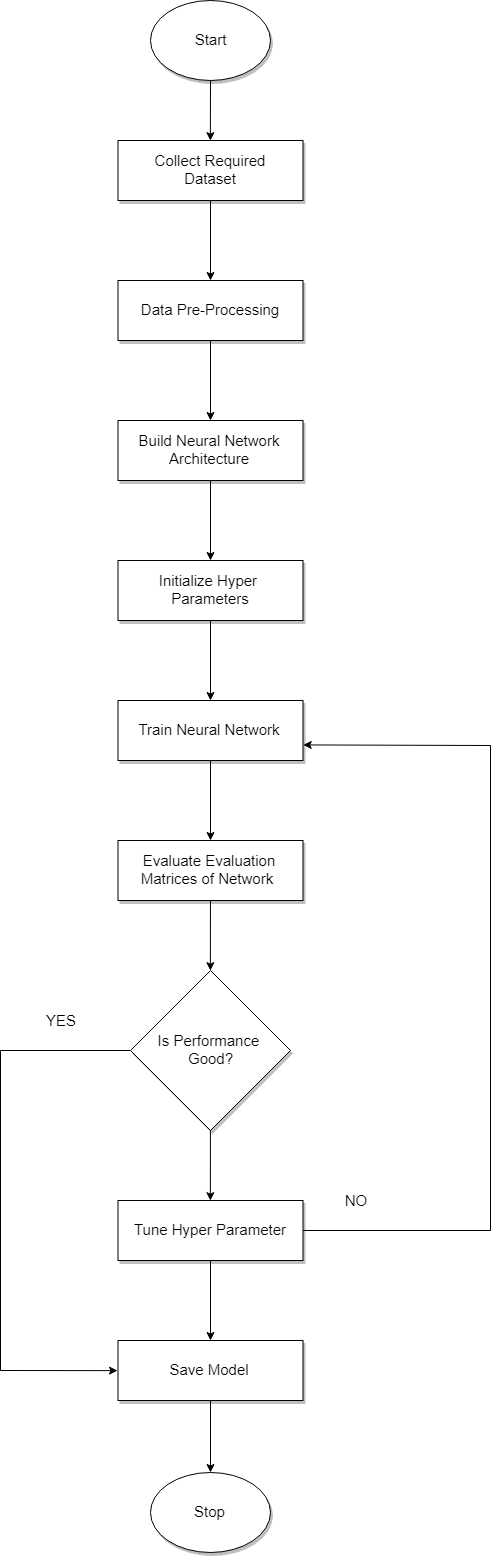 Start
Collect Required
Dataset
Data Pre-Processing
Build Neural Network
Architecture
Initialize Hyper
Parameters
Train Neural Network
Evaluate Evaluation
Matrices of Network
YES
Is Performance
Good?
NO
Tune Hyper Parameter
Save Model
Stop